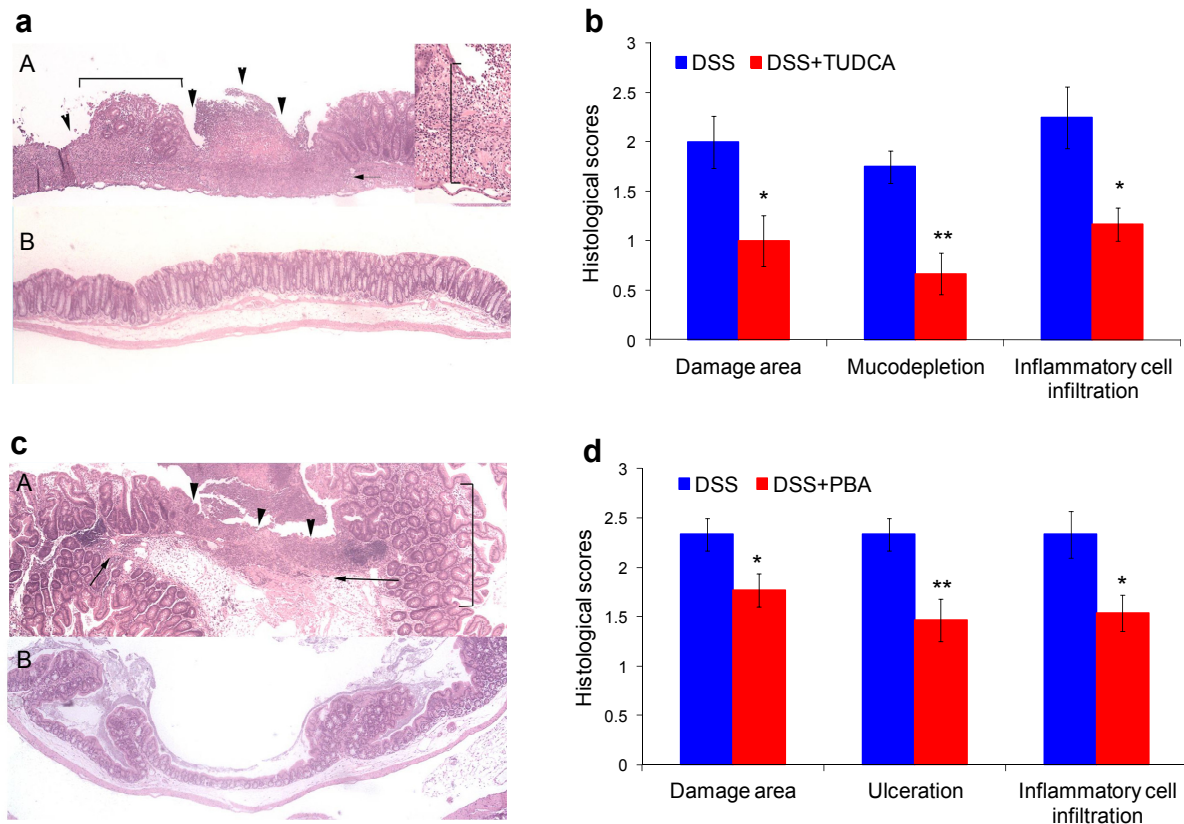 a
A
B
b
3
2.5
2
1.5
1
0.5
0
Histological scores
DSS DSS+TUDCA
*
**
*
Damage area Mucodepletion Inflammatory cell
infiltration
c
A
B
d
3
2.5
2
1.5
1
0.5
0
Histological scores
DSS DSS+PBA
*
**
*
Damage area Ulceration Inflammatory cell
infiltration